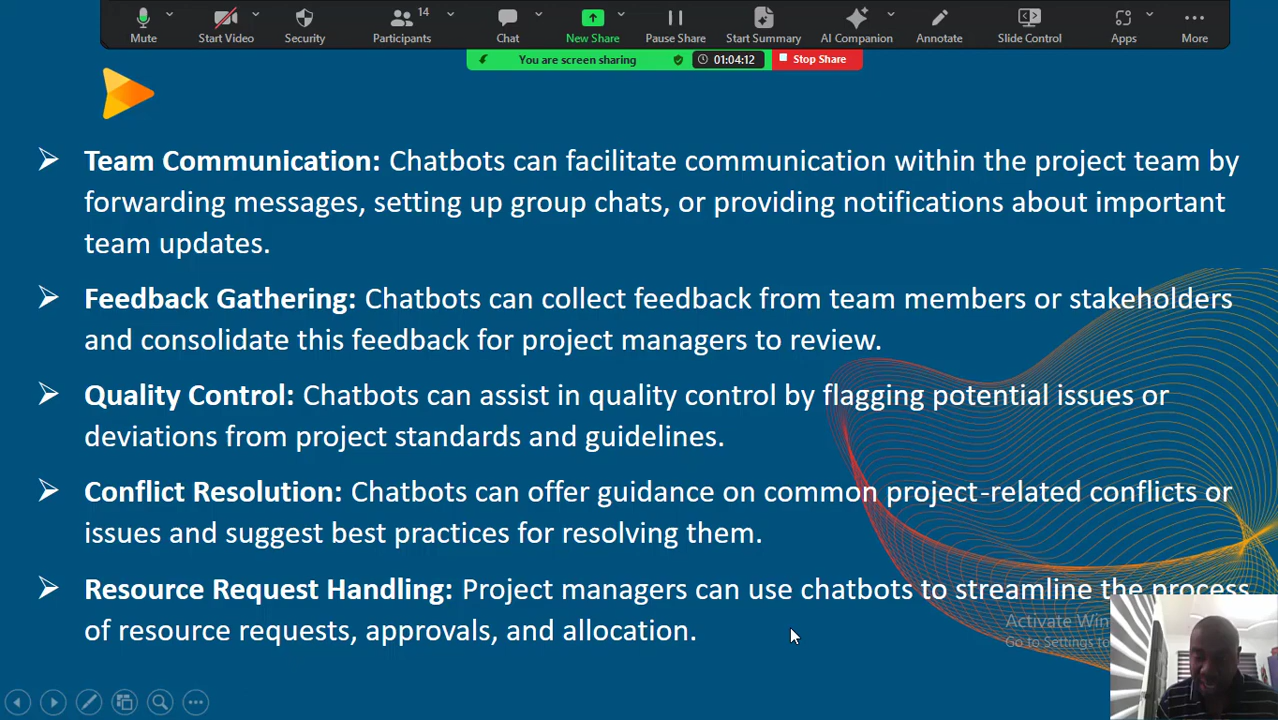 Mute
Start Video
Security
Participants
14
Chat
New Share
Pause Share
Start Summary
AI Companion
Annotate
Slide Control
Apps
More
You are screen sharing
01:04:12
Stop Share
Team Communication: Chatbots can facilitate communication within the project team by
forwarding messages, setting up group chats, or providing notifications about important
team updates.
Feedback Gathering: Chatbots can collect feedback from team members or stakeholders
and consolidate this feedback for project managers to review.
Quality Control: Chatbots can assist in quality control by flagging potential issues or
deviations from project standards and guidelines.
Conflict Resolution: Chatbots can offer guidance on common project-related conflicts or
issues and suggest best practices for resolving them.
Resource Request Handling: Project managers can use chatbots to streamline the process
of resource requests, approvals, and allocation.
Activate Win
Go to Settings to